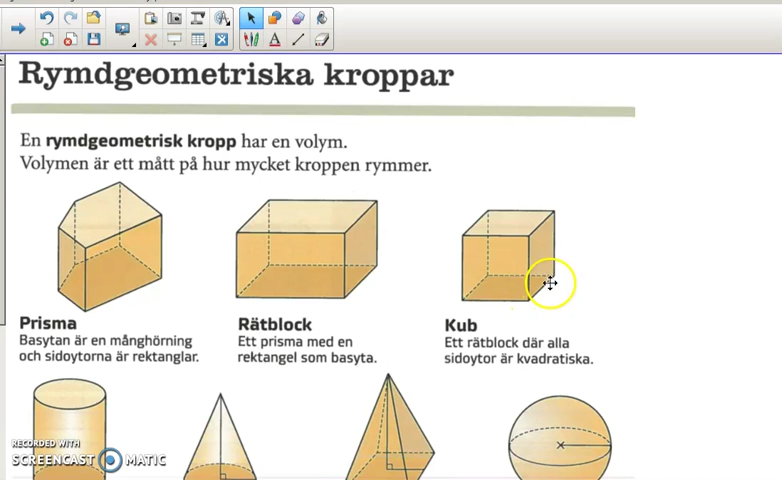 Rymdgeometriska kroppar
En rymdgeometrisk kropp har en volym.
Volymen är ett mått på hur mycket kroppen rymmer.
Prisma
Basytan är en månghörning
och sidoytorna är rektanglar.
Rätblock
Ett prisma med en
rektangel som basyta.
Kub
Ett rätblock där alla
sidoytor är kvadratiska.
RECORDED WITH
SCREENCAST MATIC